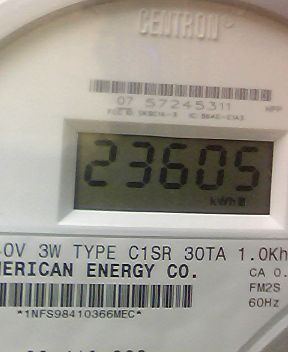 CENTRON
07 57245311
23605
kWh
0V 3W TYPE C1SR 30TA 1.0Kh
MERICAN ENERGY CO.
CA 0.
FM2S
60Hz
*1NFS98410366MEC*